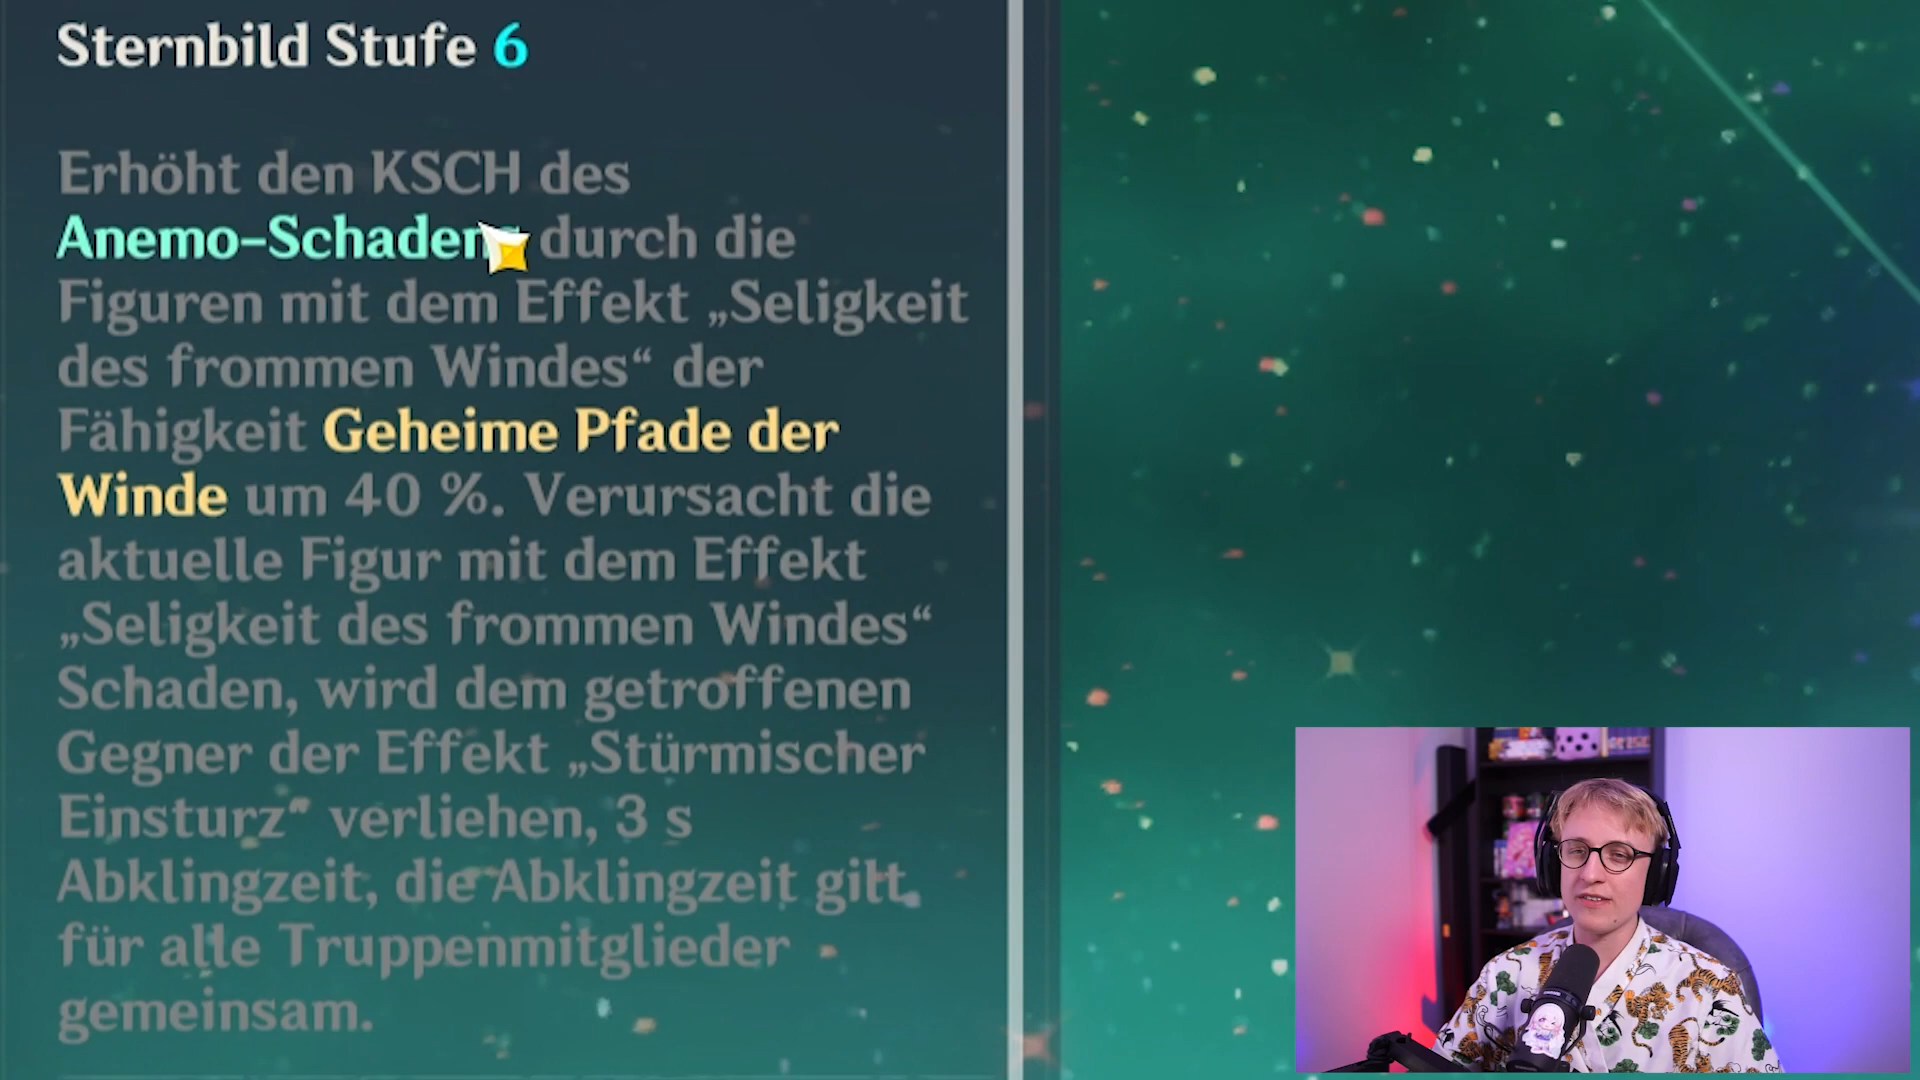 Sternbild Stufe 6
Erhöht den KSCH des
Anemo-Schadens durch die
Figuren mit dem Effekt „Seligkeit
des frommen Windes“ der
Fähigkeit Geheime Pfade der
Winde um 40 %. Verursacht die
aktuelle Figur mit dem Effekt
„Seligkeit des frommen Windes“
Schaden, wird dem getroffenen
Gegner der Effekt „Stürmischer
Einsturz“ verliehen, 3 s
Abklingzeit, die Abklingzeit gilt
für alle Truppenmitglieder
gemeinsam.